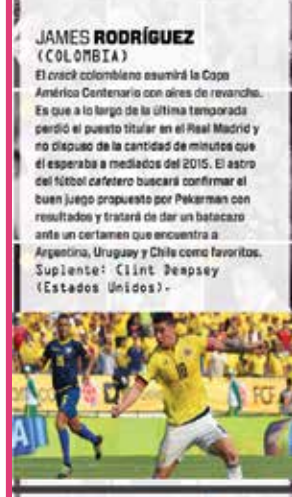 JAMES RODRÍGUEZ
(COLOMBIA)
El crack colombiano asumirá la Copa
América Centenario con aires de revancha.
Es que a lo largo de la última temporada
perdió el puesto titular en el Real Madrid y
no dispuso de la cantidad de minutos que
él esperaba a mediados del 2015. El astro
del fútbol cafetero buscará confirmar el
buen juego propuesto por Pekerman con
resultados y tratará de dar un batacazo
ante un certamen que encuentra a
Argentina, Uruguay y Chile como favoritos.
Suplente: Clint Dempsey
(Estados Unidos).
10
FCF